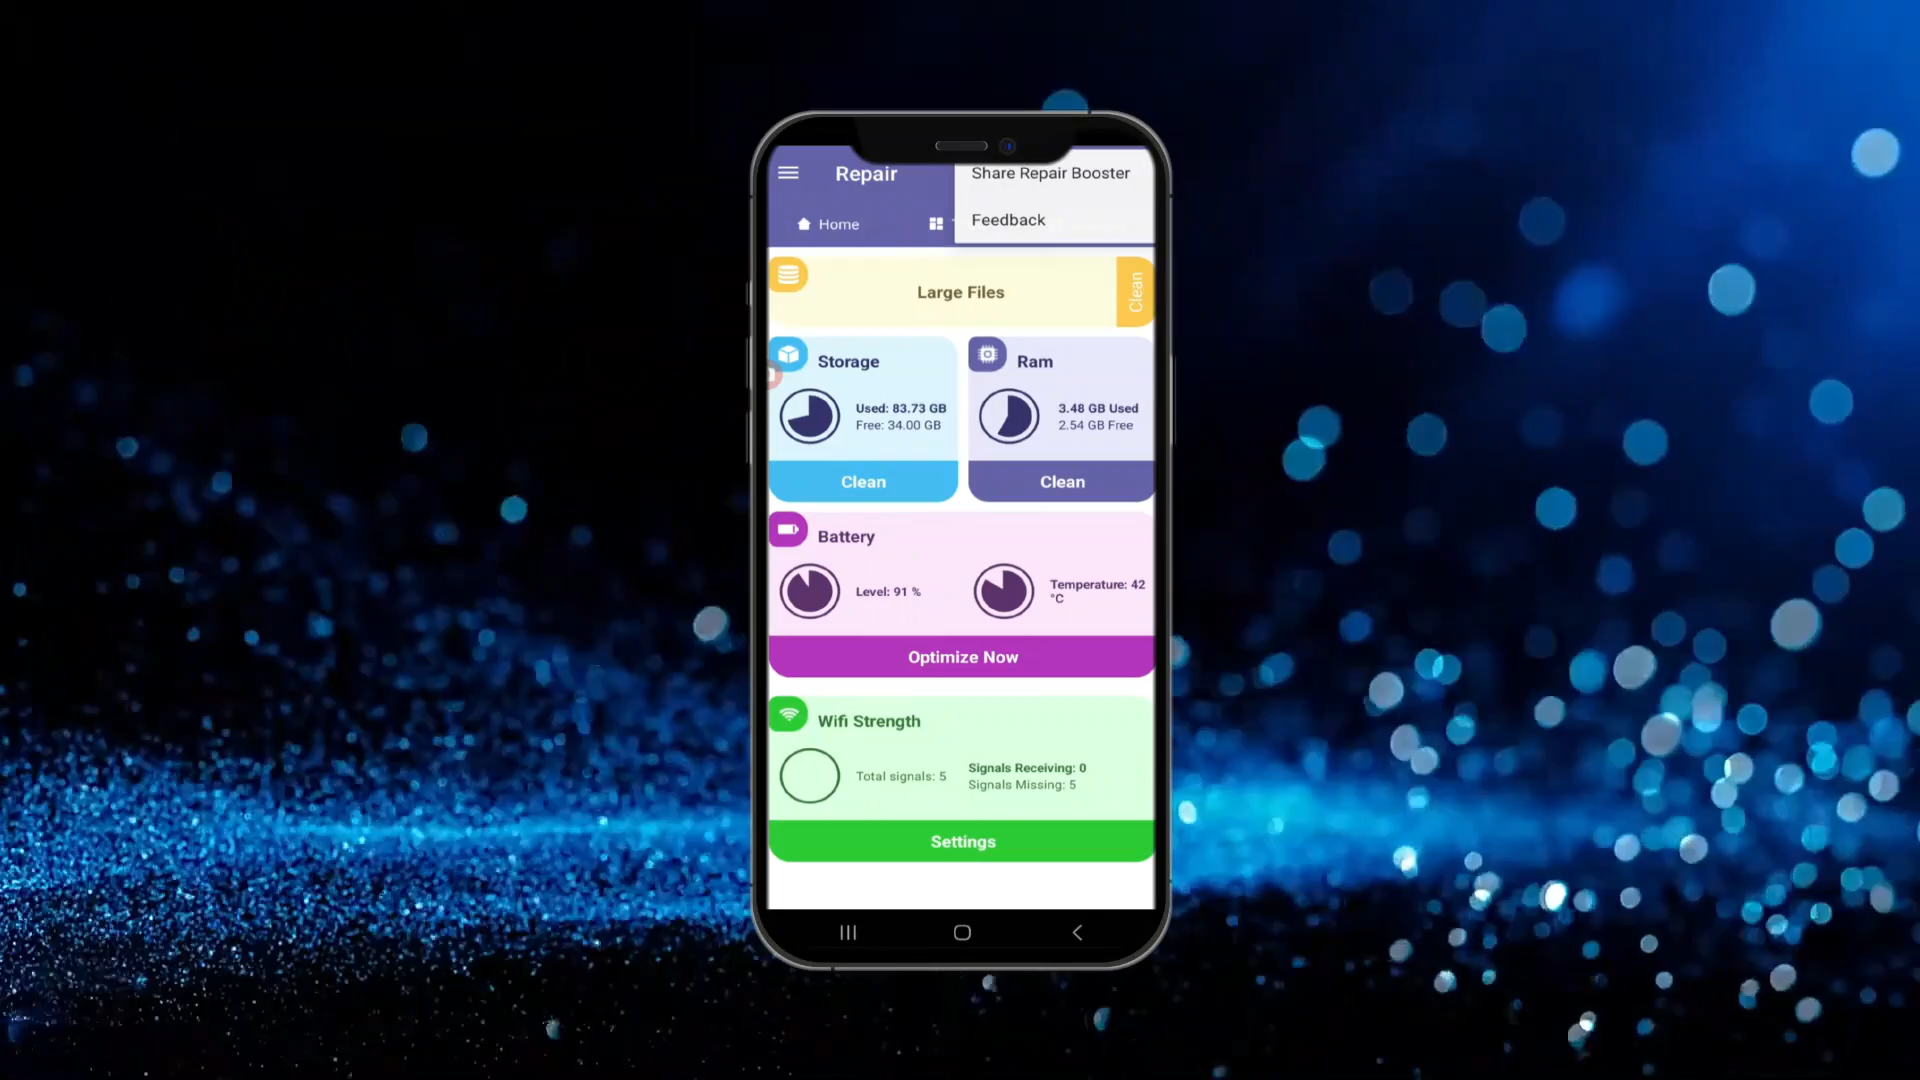 Repair
Share Repair Booster
Feedback
Home
Large Files
Clean
Storage
Used: 83.73 GB
Free: 34.00 GB
Clean
Ram
3.48 GB Used
2.54 GB Free
Clean
Battery
Level: 91 %
Temperature: 42
°C
Optimize Now
Wifi Strength
Total signals: 5
Signals Receiving: 0
Signals Missing: 5
Settings